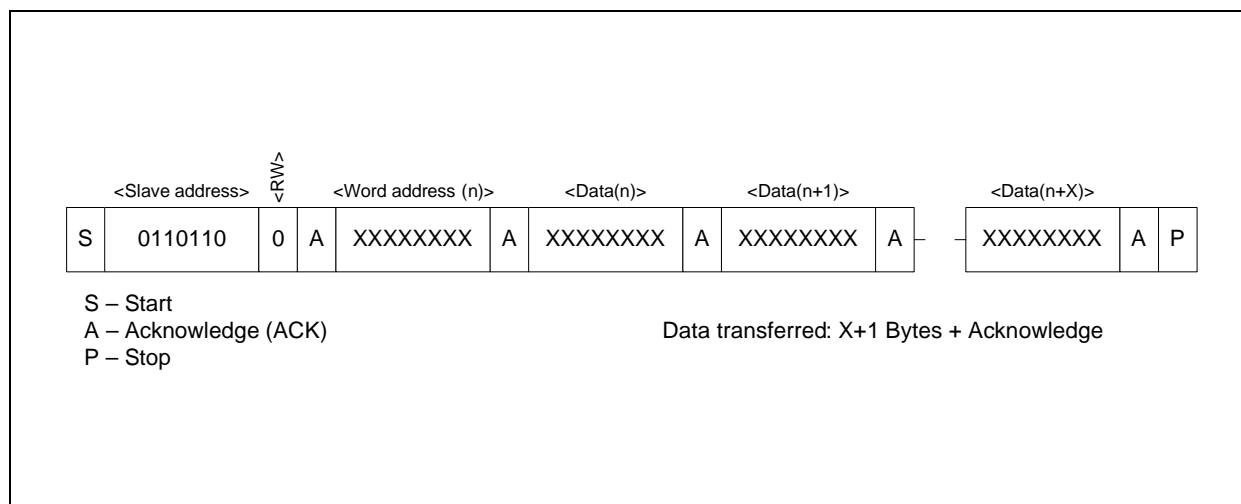 <Slave address> <RW> <Word address (n)> <Data(n)> <Data(n+1)> <Data(n+X)>
S 0110110 0 A XXXXXXXX A XXXXXXXX A XXXXXXXX A XXXXXXXX A P
S – Start
A – Acknowledge (ACK) Data transferred: X+1 Bytes + Acknowledge
P – Stop